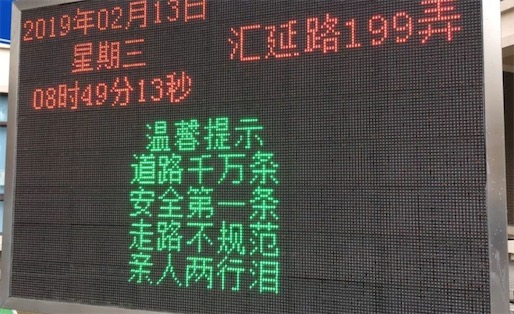 2019年02月13日
汇延路199弄
星期三
08时49分13秒
温馨提示
道路千万条
安全第一条
走路不规范
亲人两行泪